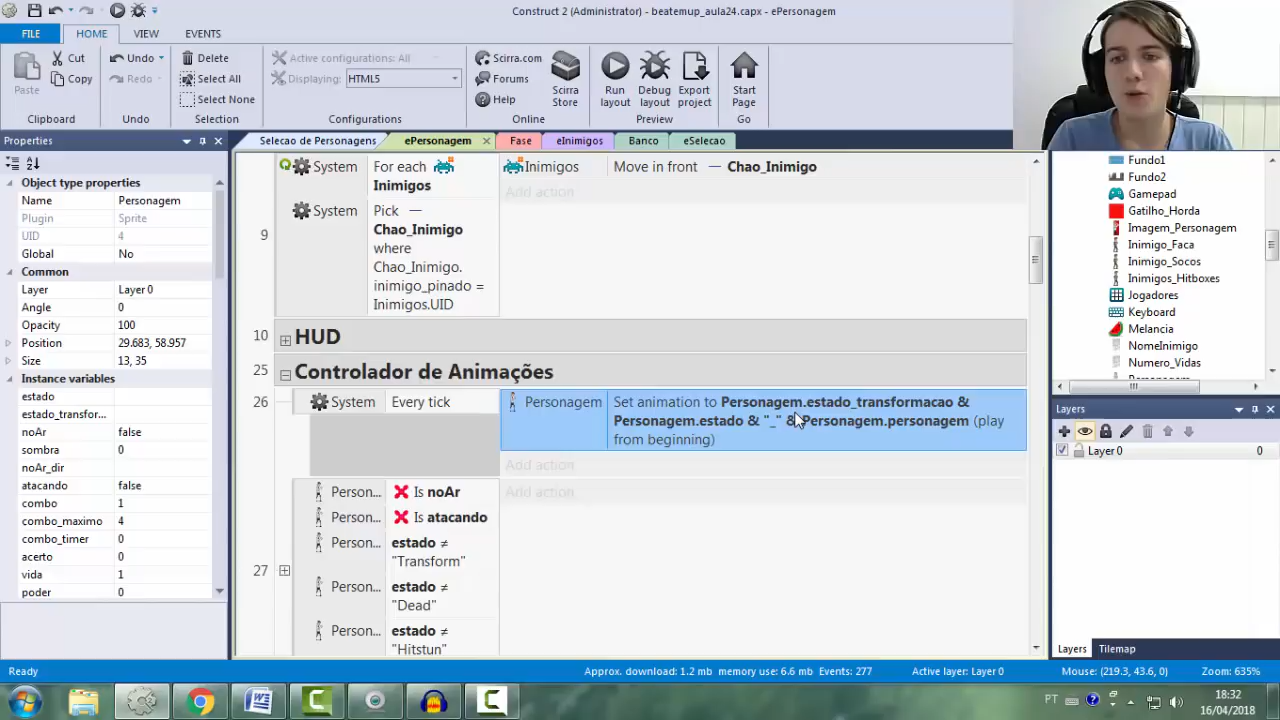 Construct 2 (Administrator) - beatemup_aula24.capx - ePersonagem
FILE
HOME
VIEW
EVENTS
Paste
Cut
Copy
Clipboard
Undo
Redo
Undo
Delete
Select All
Select None
Selection
Active configurations: All
Displaying: HTML5
Configurations
Scirra.com
Forums
Help
Scirra Store
Online
Run layout
Debug layout
Export project
Preview
Start Page
Go
Properties
Object type properties
Name Personagem
Plugin Sprite
UID 4
Global No
Common
Layer Layer 0
Angle 0
Opacity 100
Position 29.683, 58.957
Size 13, 35
Instance variables
estado
estado_transfor...
noAr false
sombra 0
noAr_dir
atacando false
combo 1
combo_maximo 4
combo_timer 0
acerto 0
vida 1
poder 0
Selecao de Personagens
ePersonagem
Fase
eInimigos
Banco
eSelecao
System For each Inimigos
Inimigos Move in front — Chao_Inimigo
Add action
9
System Pick — Chao_Inimigo where Chao_Inimigo.inimigo_pinado = Inimigos.UID
10 HUD
25 Controlador de Animações
26 System Every tick
Personagem Set animation to Personagem.estado_transformacao &
Personagem.estado & "_" & Personagem.personagem (play
from beginning)
Add action
27
Person... Is noAr
Add action
Person... Is atacando
Person... estado ≠ "Transform"
Person... estado ≠ "Dead"
Person... estado ≠ "Hitstun"
Fundo1
Fundo2
Gamepad
Gatilho_Horda
Imagem_Personagem
Inimigo_Faca
Inimigo_Socos
Inimigos_Hitboxes
Jogadores
Keyboard
Melancia
NomeInimigo
Numero_Vidas
Layers
Layer 0 0
Layers Tilemap
Ready
Approx. download: 1.2 mb memory use: 6.6 mb Events: 277
Active layer: Layer 0
Mouse: (219.3, 43.6, 0)
Zoom: 635%
PT
18:32
16/04/2018